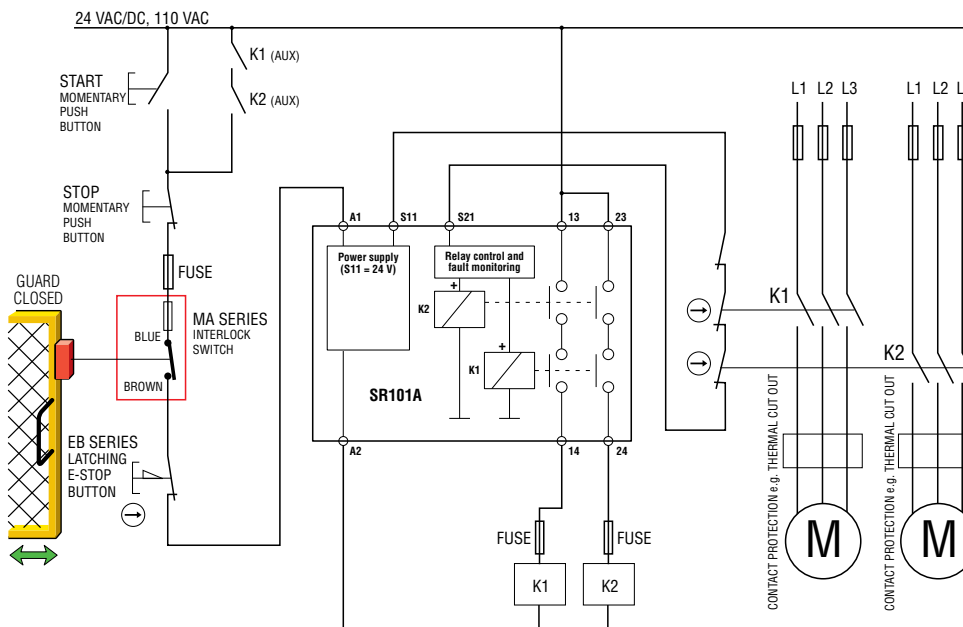 24 VAC/DC, 110 VAC
START
MOMENTARY
PUSH
BUTTON
K1 (AUX)
K2 (AUX)
STOP
MOMENTARY
PUSH
BUTTON
FUSE
GUARD
CLOSED
BLUE
BROWN
MA SERIES
INTERLOCK
SWITCH
EB SERIES
LATCHING
E-STOP
BUTTON
A1
S11
S21
13
23
Power supply
(S11 = 24 V)
Relay control and
fault monitoring
+
K2
+
K1
SR101A
A2
14
24
FUSE
FUSE
K1
K2
L1 L2 L3
L1 L2 L
K1
K2
CONTACT PROTECTION e.g. THERMAL CUT OUT
CONTACT PROTECTION e.g. THERMAL CUT OUT
M
M